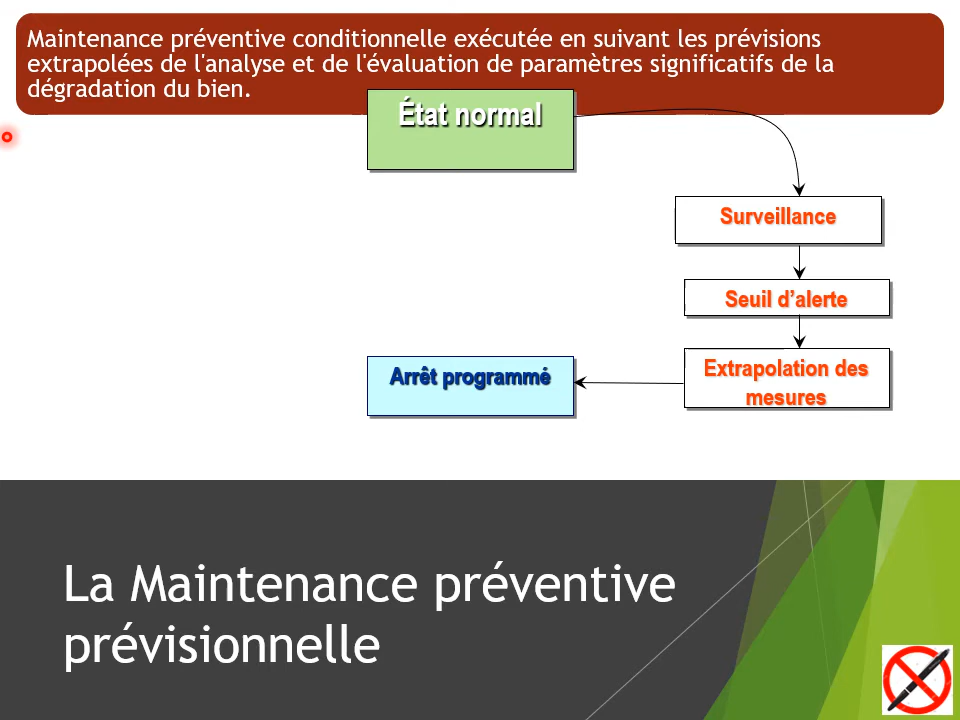 Maintenance préventive conditionnelle exécutée en suivant les prévisions
extrapolées de l'analyse et de l'évaluation de paramètres significatifs de la
dégradation du bien.
État normal
Surveillance
Seuil d’alerte
Extrapolation des
mesures
Arrêt programmé
La Maintenance préventive
prévisionnelle